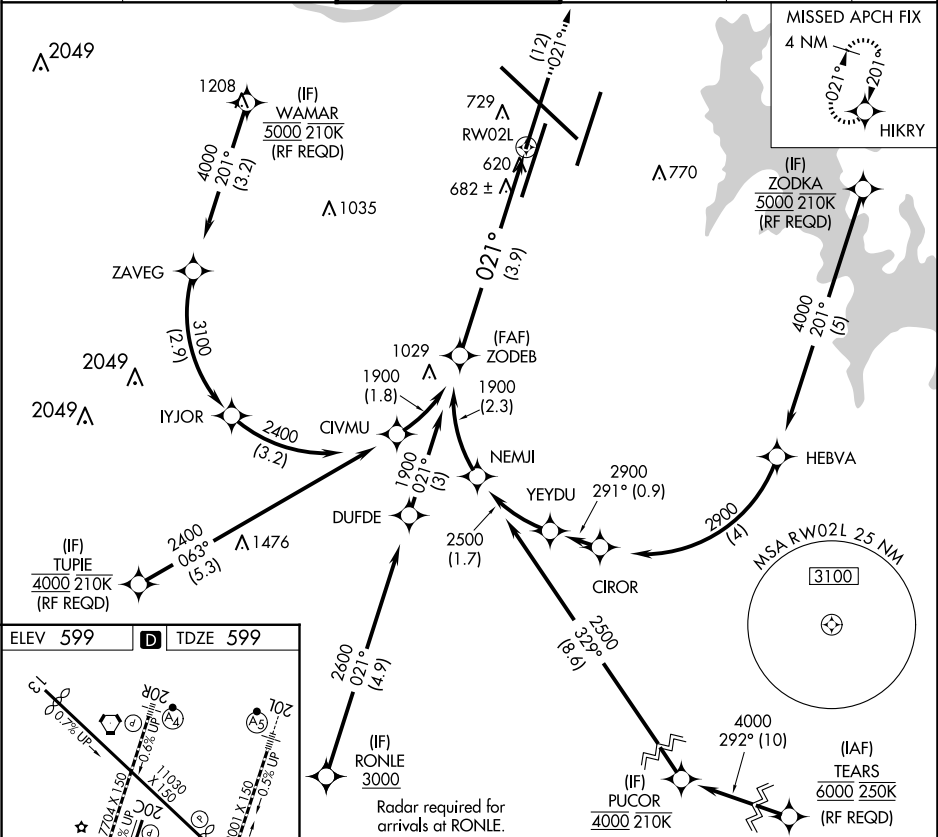 MISSED APCH FIX
4 NM
021°
201°
HIKRY
2049
1208
(IF)
WAMAR
5000 210K
(RF REQD)
4000
201°
(3.2)
(12)
021°
729
RW02L
620
682 ±
770
1035
(IF)
ZODKA
5000 210K
(RF REQD)
ZAVEG
021°
(3.9)
4000
201°
(5)
3100
(2.9)
(FAF)
ZODEB
1029
2049
1900
(1.8)
1900
(2.3)
2049
IYJOR
CIVMU
2400
(3.2)
NEMJI
HEBVA
1900
021°
(3)
YEYDU
2900
291° (0.9)
2900
(4)
DUFDE
2500
(1.7)
CIROR
2400
063°
(5.3)
1476
(IF)
TUPIE
4000 210K
(RF REQD)
MSA RW02L 25 NM
3100
2500
329°
(8.6)
2600
021°
(4.9)
ELEV 599
D
TDZE 599
13
0.7% UP
20R
A4
P
0.6% UP
20L
A5
0.5% UP
11030
X 150
7704 X 150
20C
P
P
% UP
001 X 150
(IF)
RONLE
3000
Radar required for
arrivals at RONLE.
4000
292° (10)
(IF)
PUCOR
4000 210K
(IAF)
TEARS
6000 250K
(RF REQD)